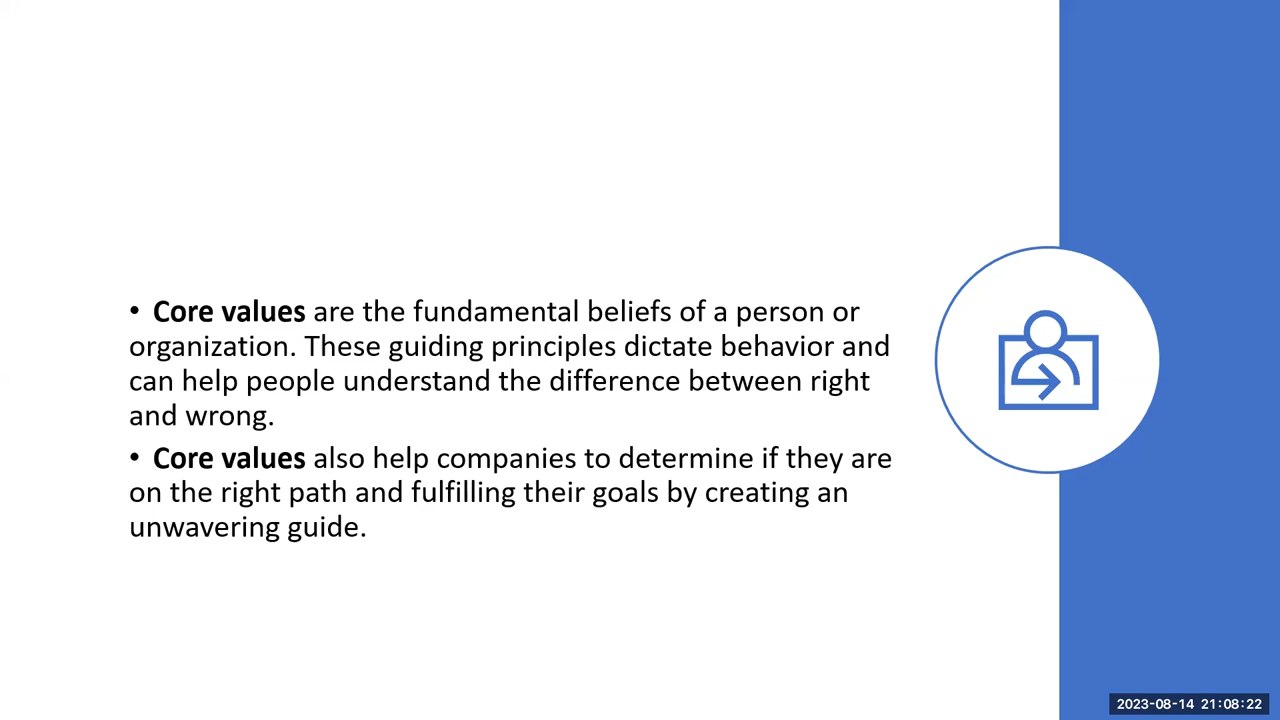 • Core values are the fundamental beliefs of a person or
organization. These guiding principles dictate behavior and
can help people understand the difference between right
and wrong.
• Core values also help companies to determine if they are
on the right path and fulfilling their goals by creating an
unwavering guide.
2023-08-14 21:08:22